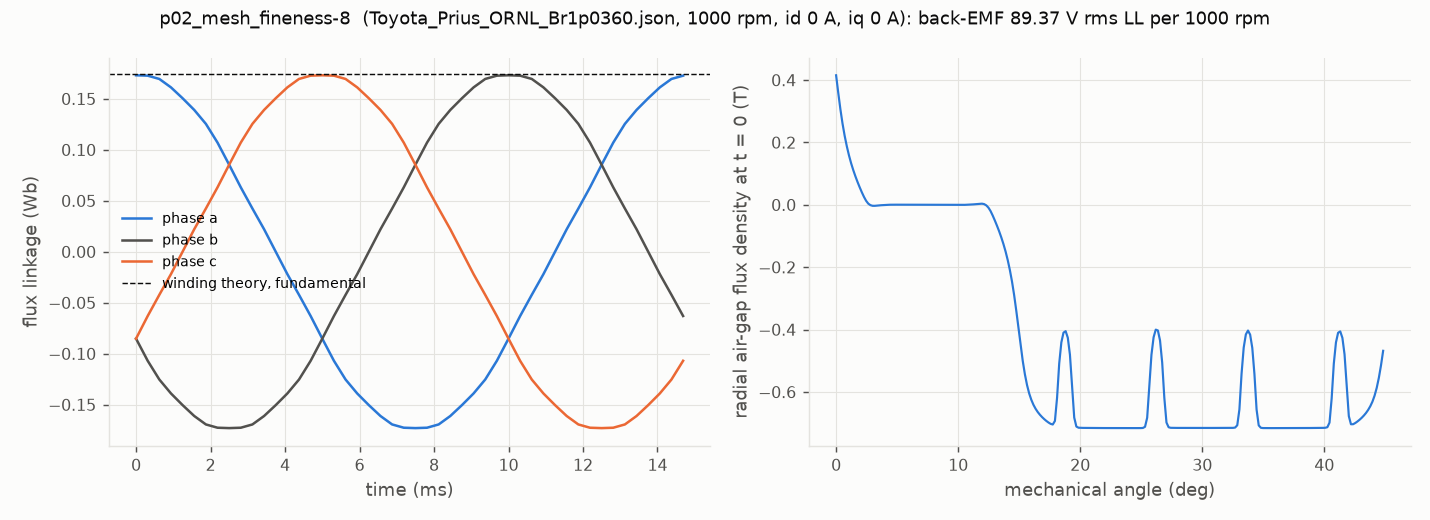 p02_mesh_fineness-8 (Toyota_Prius_ORNL_Br1p0360.json, 1000 rpm, id 0 A, iq 0 A): back-EMF 89.37 V rms LL per 1000 rpm
flux linkage (Wb)
0.15
0.10
0.05
0.00
−0.05
−0.10
−0.15
phase a
phase b
phase c
winding theory, fundamental
0 2 4 6 8 10 12 14
time (ms)
radial air-gap flux density at t = 0 (T)
0.4
0.2
0.0
−0.2
−0.4
−0.6
0 10 20 30 40
mechanical angle (deg)